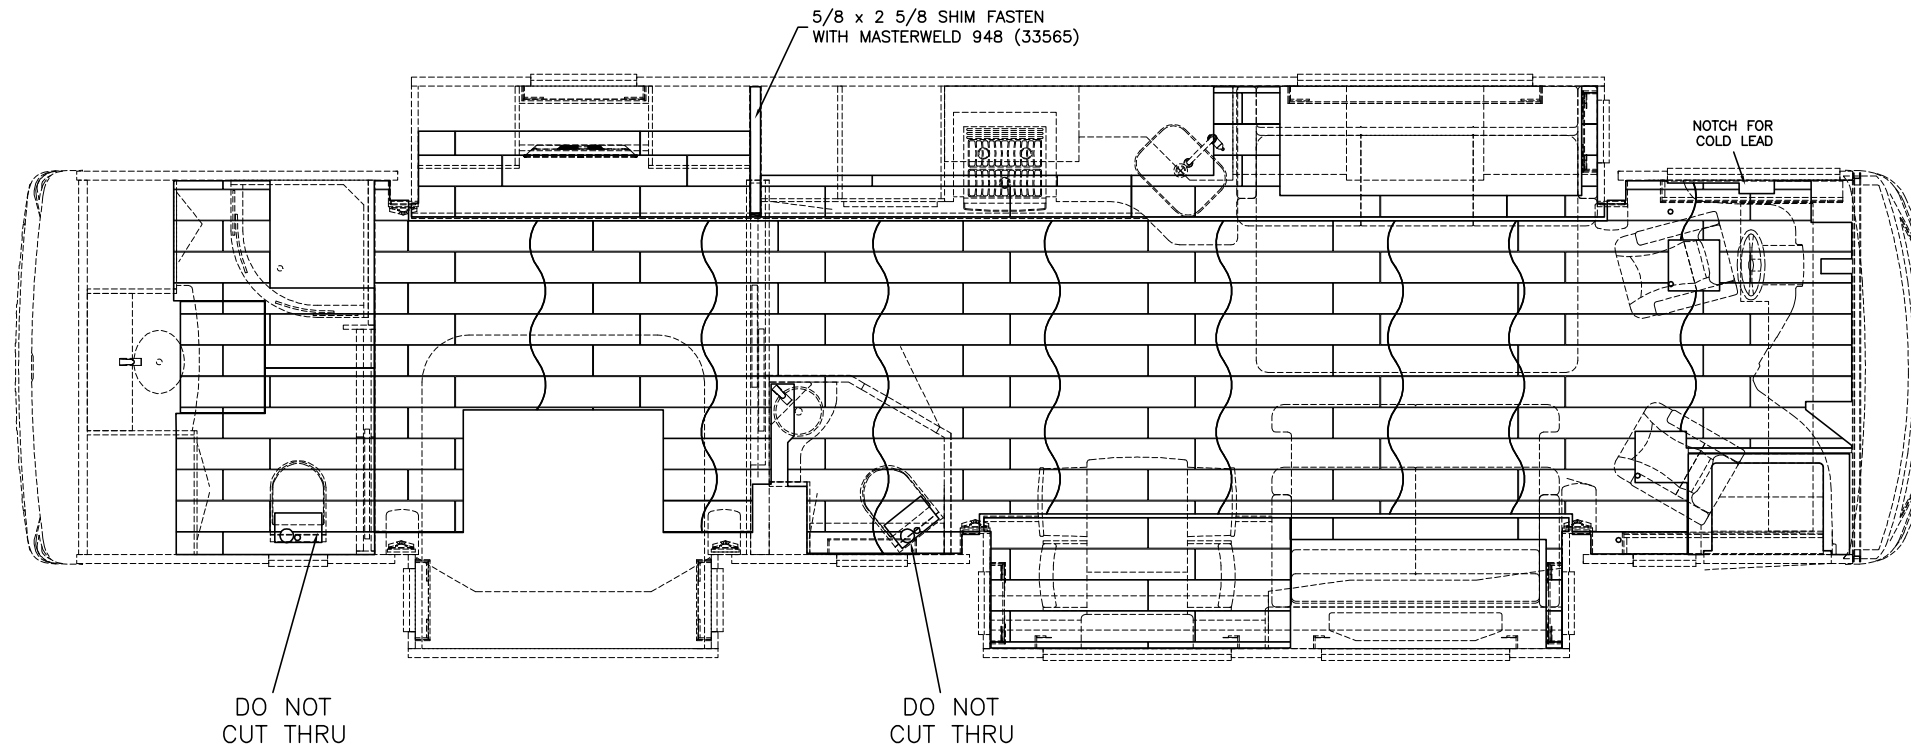 5/8 x 2 5/8 SHIM FASTEN
WITH MASTERWELD 948 (33565)
NOTCH FOR
COLD LEAD
DO NOT
CUT THRU
DO NOT
CUT THRU